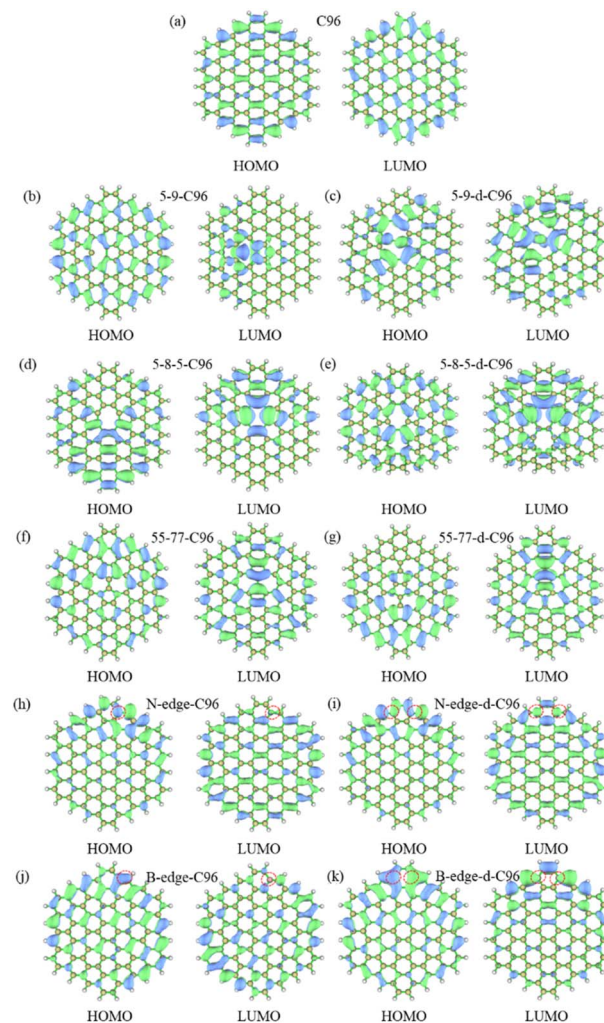 (a) C96
HOMO LUMO
(b) 5-9-C96 (c) 5-9-d-C96
HOMO LUMO HOMO LUMO
(d) 5-8-5-C96 (e) 5-8-5-d-C96
HOMO LUMO HOMO LUMO
(f) 55-77-C96 (g) 55-77-d-C96
HOMO LUMO HOMO LUMO
(h) N-edge-C96 (i) N-edge-d-C96
HOMO LUMO HOMO LUMO
(j) B-edge-C96 (k) B-edge-d-C96
HOMO LUMO HOMO LUMO